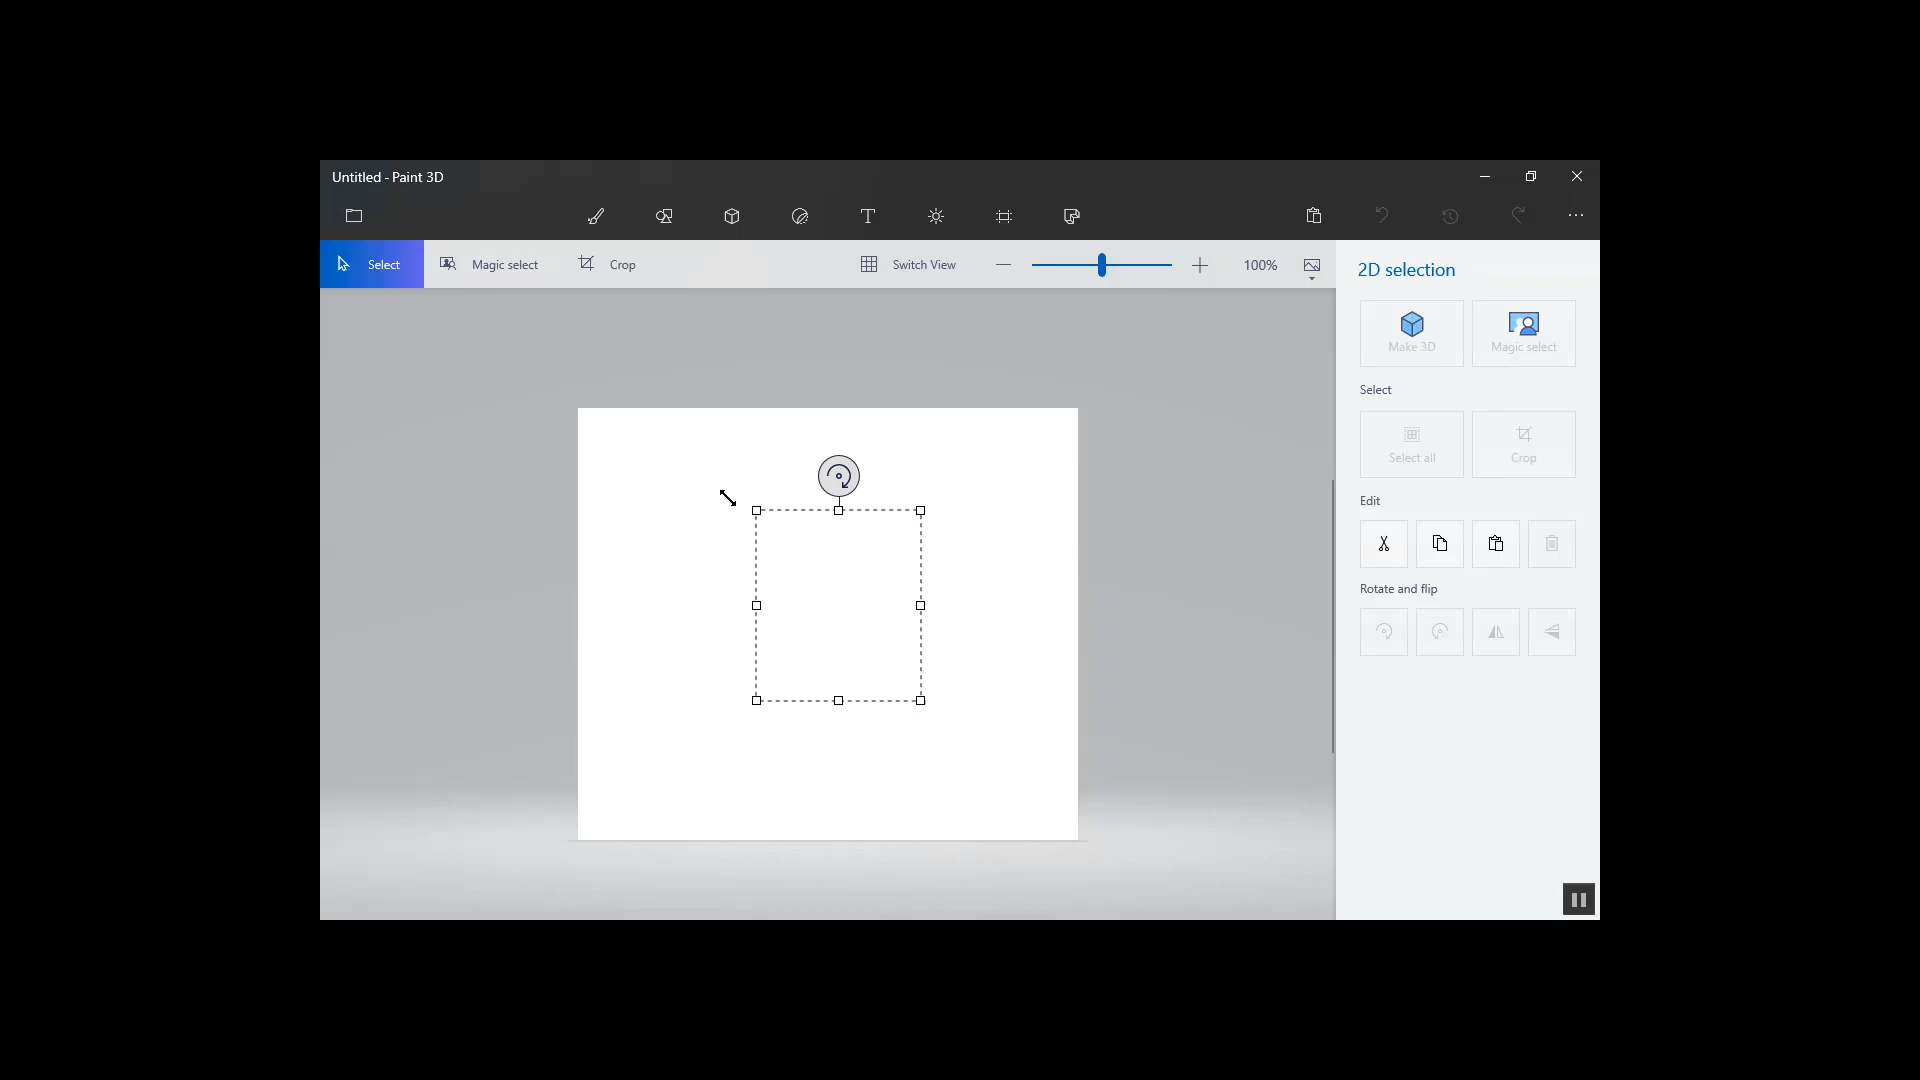 Untitled - Paint 3D
Select
Magic select
Crop
Switch View
100%
2D selection
Make 3D
Magic select
Select
Select all
Crop
Edit
Rotate and flip